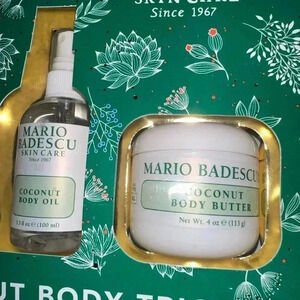 SKIN CARE
Since 1967
MARIO
BADESCU
SKIN CARE
Since 1967
COCONUT
BODY OIL
MARIO BADESCU
COCONUT
BODY BUTTER
Net Wt. 4 oz (113 g)
BODY